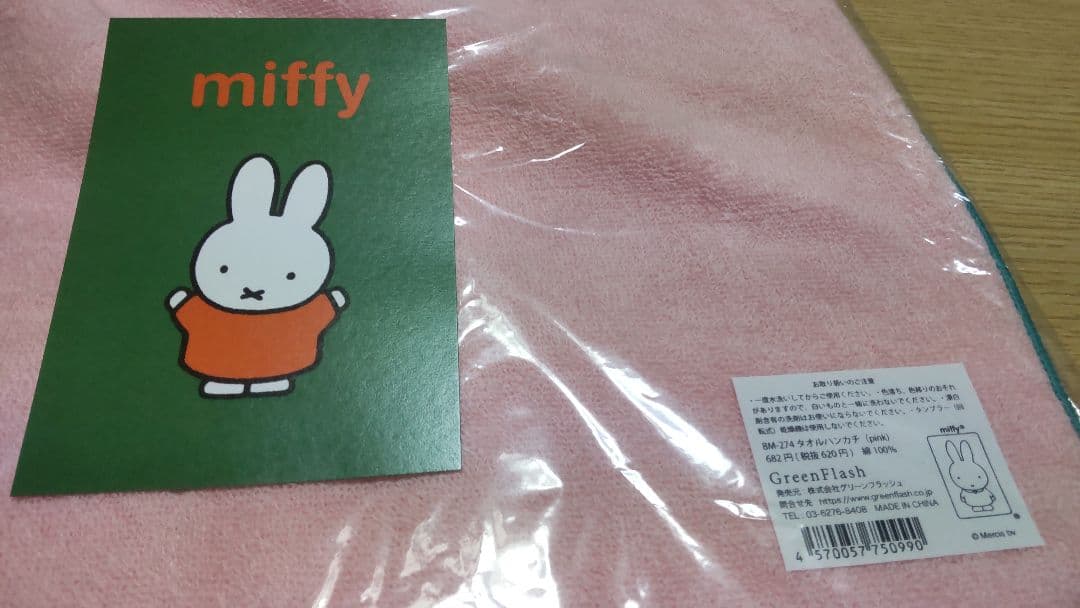 miffy
お取り扱いのご注意
・一度水洗いしてからご使用ください。・色落ち、色移りのおそれ
がありますので、白いものと一緒に洗わないでください。・漂白
剤含有の洗剤はお使いにならないでください。・タンブラー（回
転式）乾燥機は使用しないでください。
BM-274 タオルハンカチ（pink）
682円（税抜620円） 綿100%
GreenFlash
発売元 株式会社グリーンフラッシュ
問合せ先 https://www.greenflash.co.jp
TEL : 03-6276-8408 MADE IN CHINA
4 570057 750990
miffy®
®
© Mercis bv